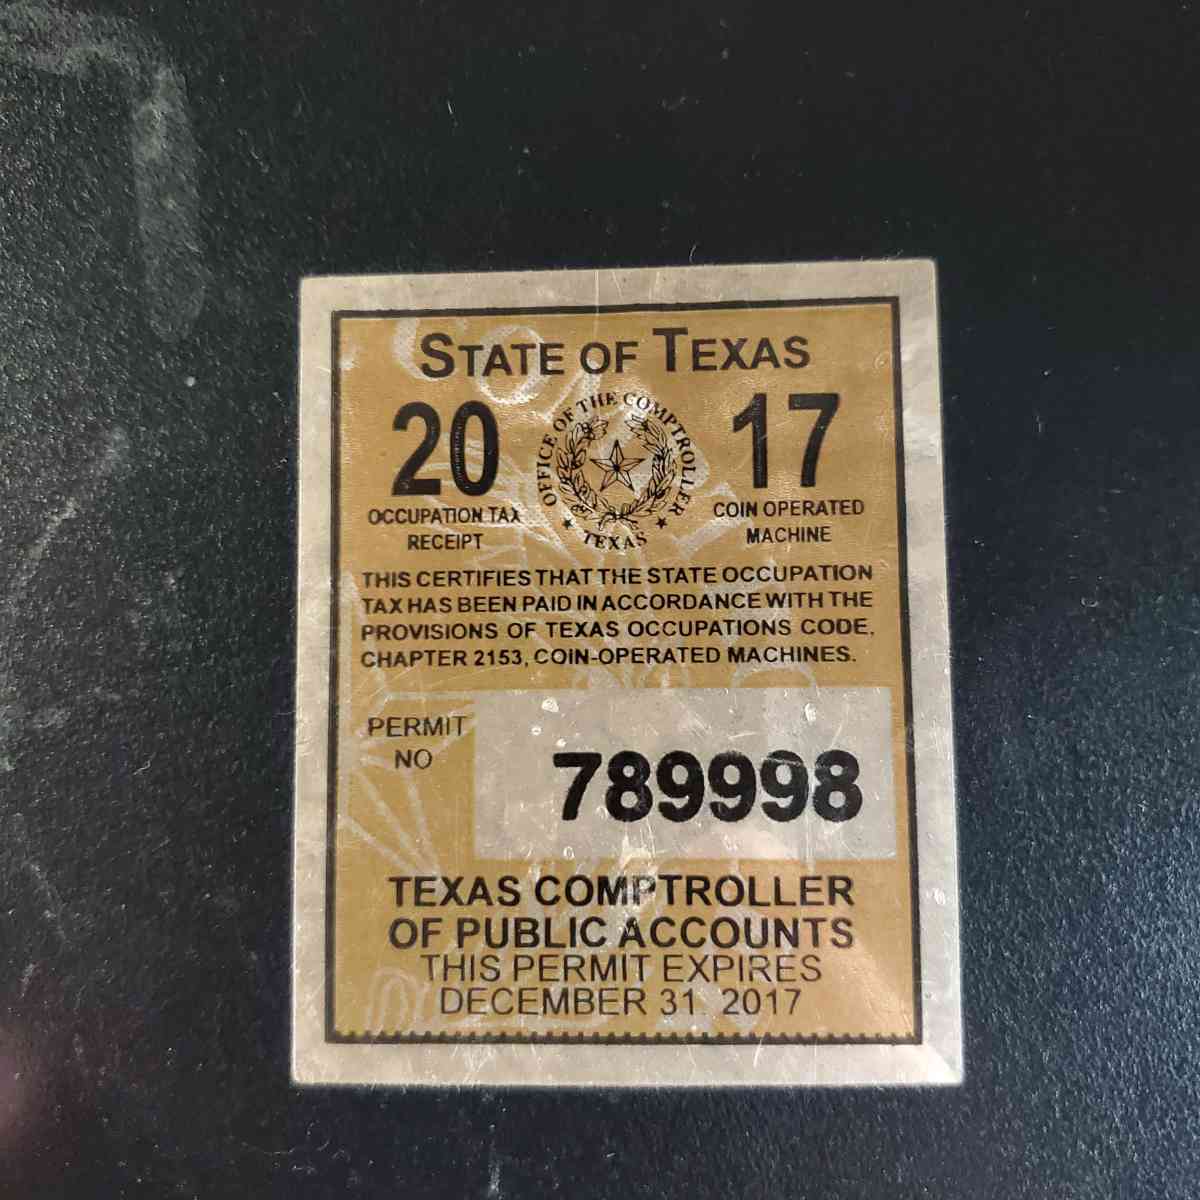 STATE OF TEXAS
20 17
OFFICE OF THE COMPTROLLER
★ TEXAS ★
OCCUPATION TAX
RECEIPT
COIN OPERATED
MACHINE
THIS CERTIFIES THAT THE STATE OCCUPATION
TAX HAS BEEN PAID IN ACCORDANCE WITH THE
PROVISIONS OF TEXAS OCCUPATIONS CODE,
CHAPTER 2153, COIN-OPERATED MACHINES.
PERMIT
NO
789998
TEXAS COMPTROLLER
OF PUBLIC ACCOUNTS
THIS PERMIT EXPIRES
DECEMBER 31, 2017